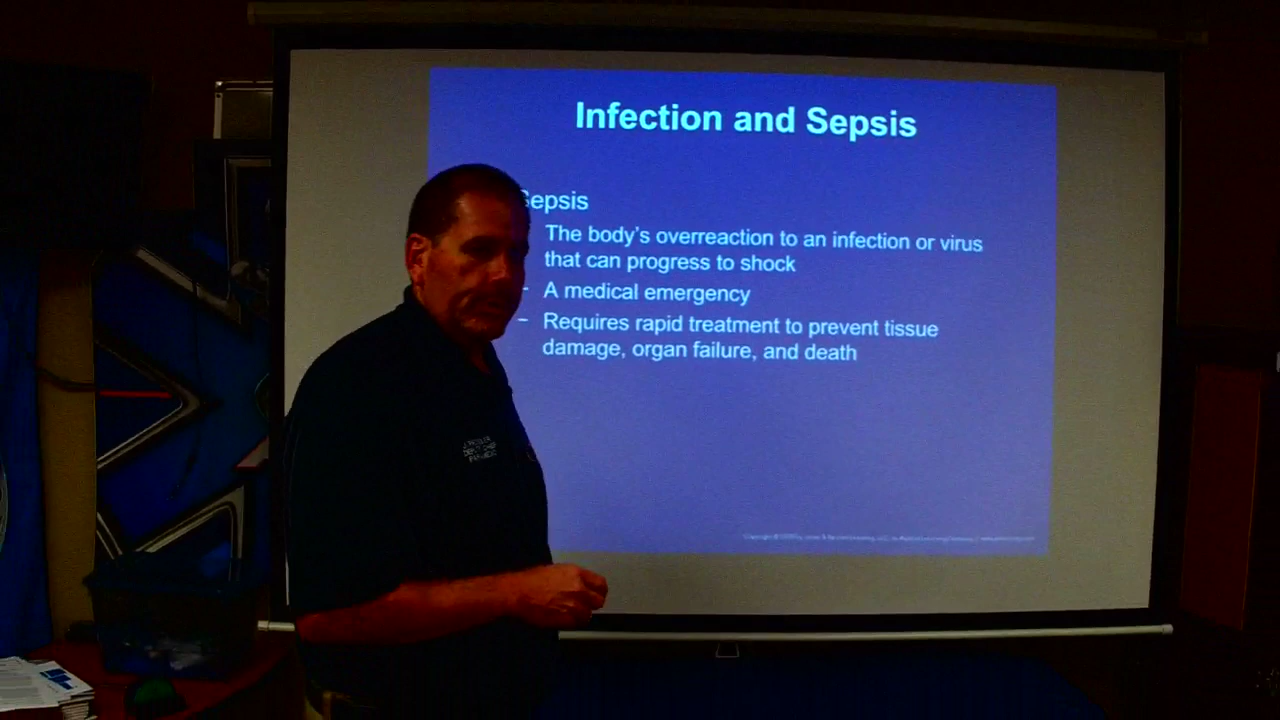 Infection and Sepsis
Sepsis
The body's overreaction to an infection or virus
that can progress to shock
– A medical emergency
– Requires rapid treatment to prevent tissue
damage, organ failure, and death